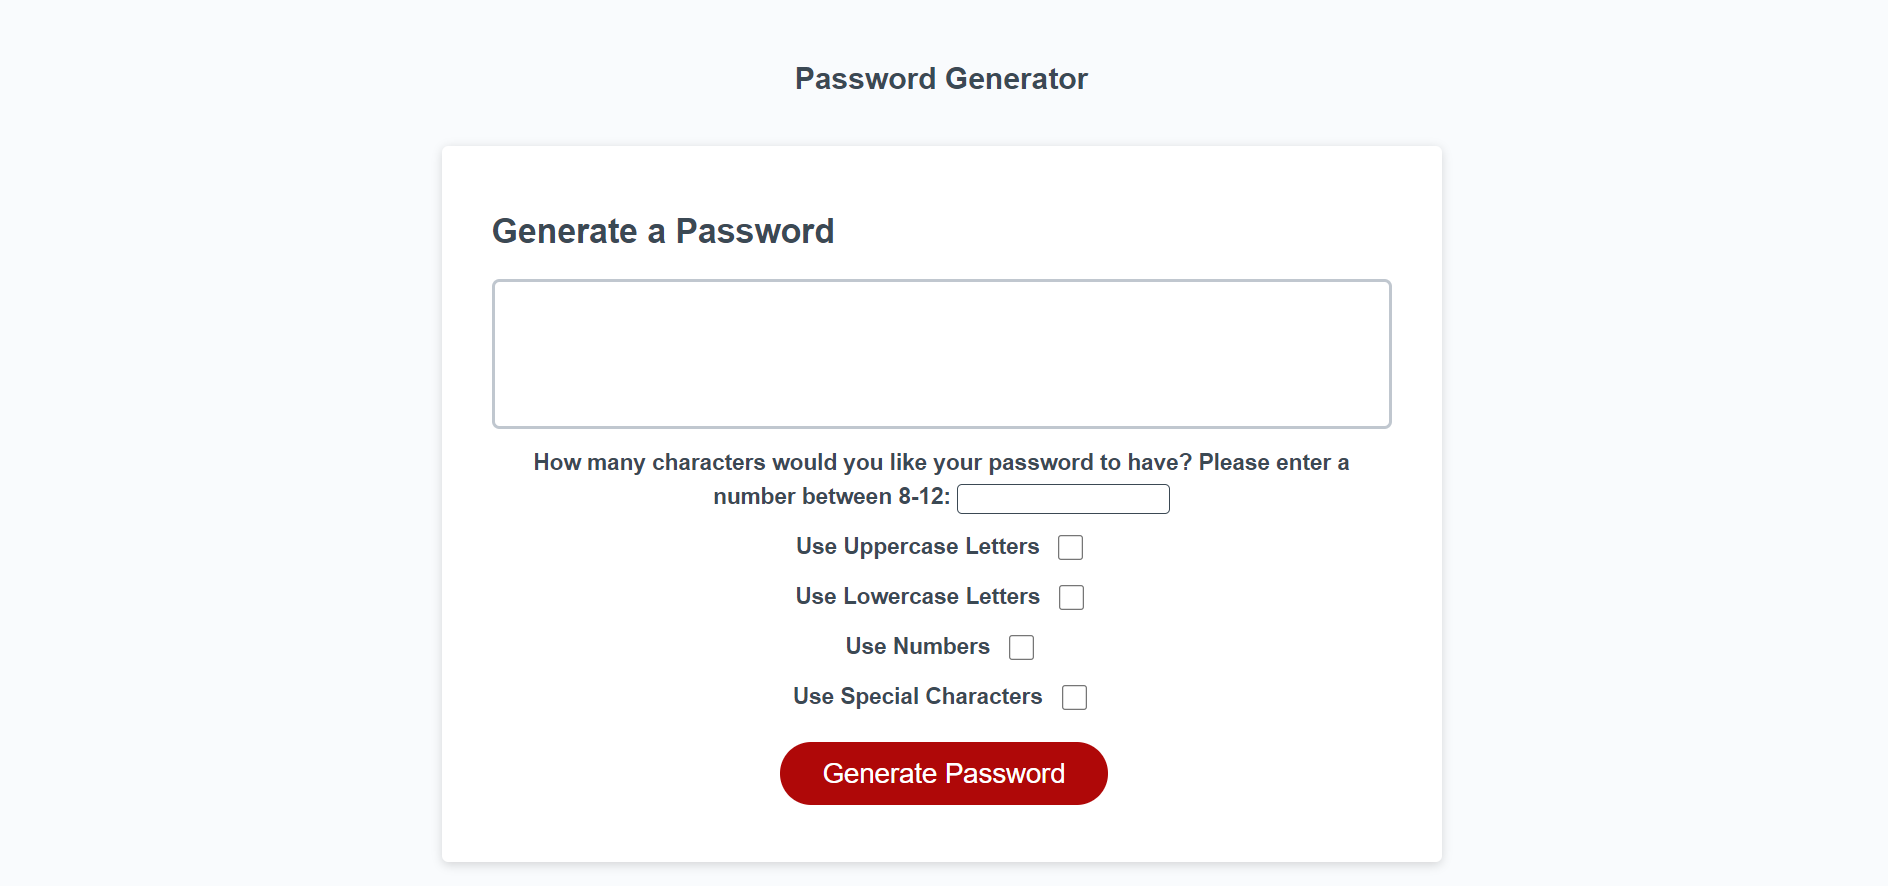 Password Generator
Generate a Password
How many characters would you like your password to have? Please enter a
number between 8-12:
Use Uppercase Letters
Use Lowercase Letters
Use Numbers
Use Special Characters
Generate Password